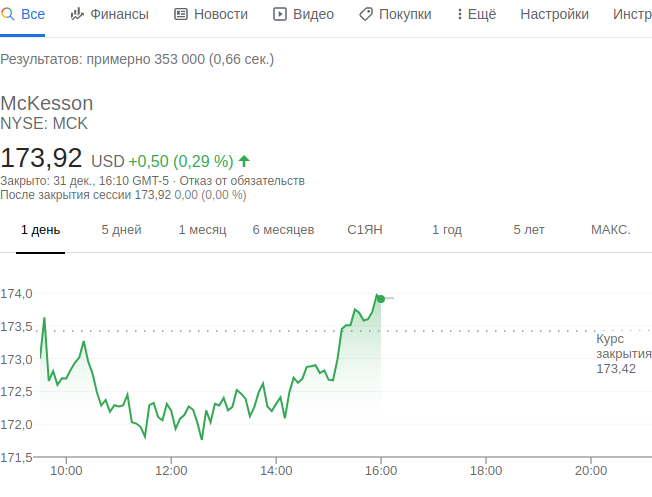 Все Финансы Новости Видео Покупки Ещё Настройки Инстр
Результатов: примерно 353 000 (0,66 сек.)
McKesson
NYSE: MCK
173,92 USD +0,50 (0,29 %)
Закрыто: 31 дек., 16:10 GMT-5 · Отказ от обязательств
После закрытия сессии 173,92 0,00 (0,00 %)
1 день 5 дней 1 месяц 6 месяцев С1ЯН 1 год 5 лет МАКС.
174,0
173,5
Курс
закрытия
173,42
173,0
172,5
172,0
171,5
10:00 12:00 14:00 16:00 18:00 20:00